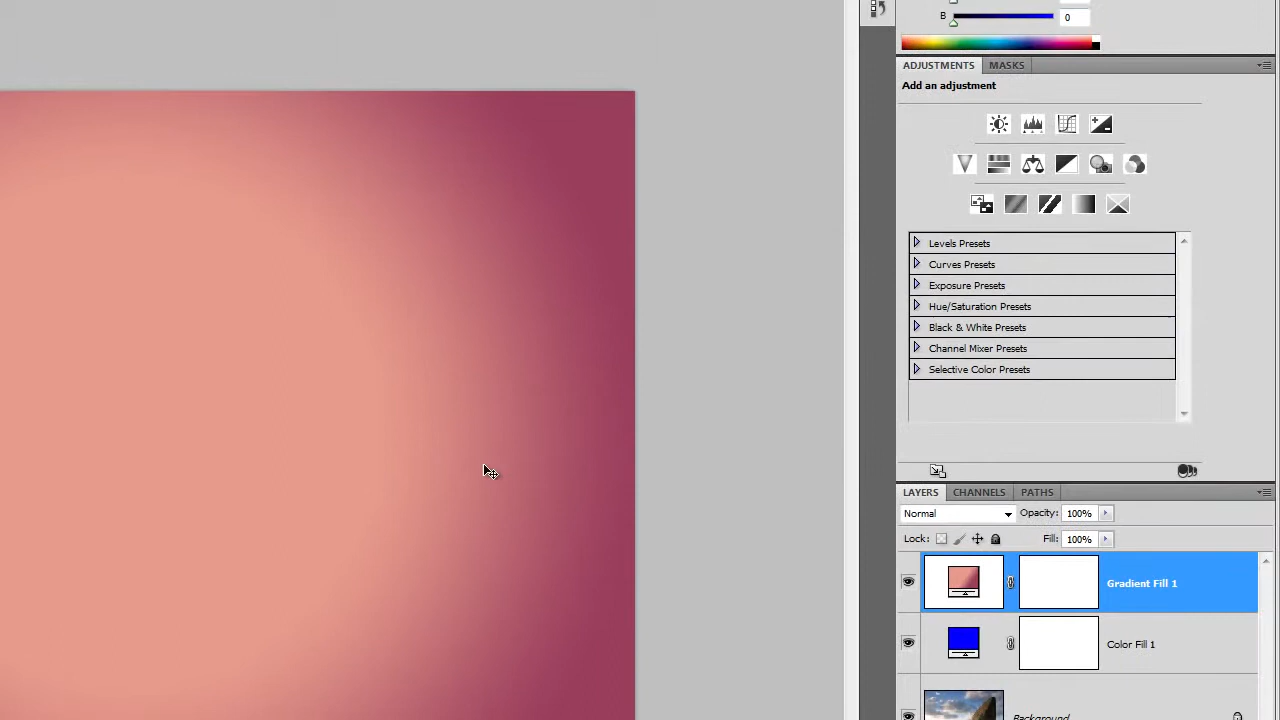 B 0
ADJUSTMENTS MASKS
Add an adjustment
Levels Presets
Curves Presets
Exposure Presets
Hue/Saturation Presets
Black & White Presets
Channel Mixer Presets
Selective Color Presets
LAYERS CHANNELS PATHS
Normal Opacity: 100%
Lock: Fill: 100%
Gradient Fill 1
Color Fill 1
Background